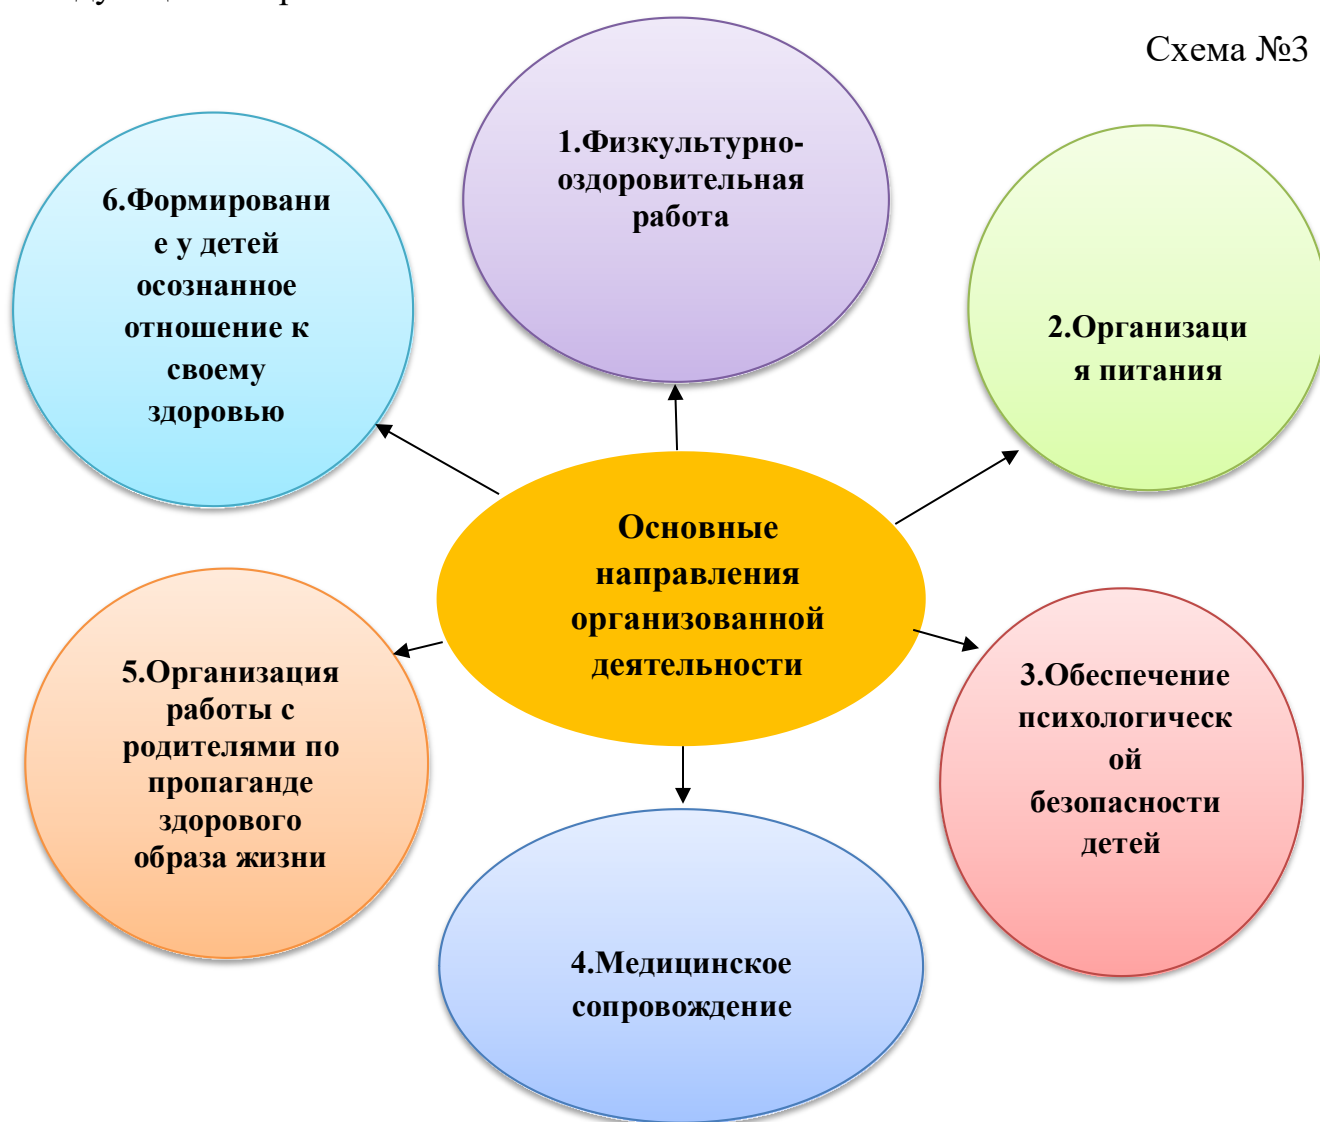 Схема №3
1.Физкультурно-
оздоровительная
работа
2.Организаци
я питания
3.Обеспечение
психологическ
ой
безопасности
детей
4.Медицинское
сопровождение
5.Организация
работы с
родителями по
пропаганде
здорового
образа жизни
6.Формировани
е у детей
осознанное
отношение к
своему
здоровью
Основные
направления
организованной
деятельности